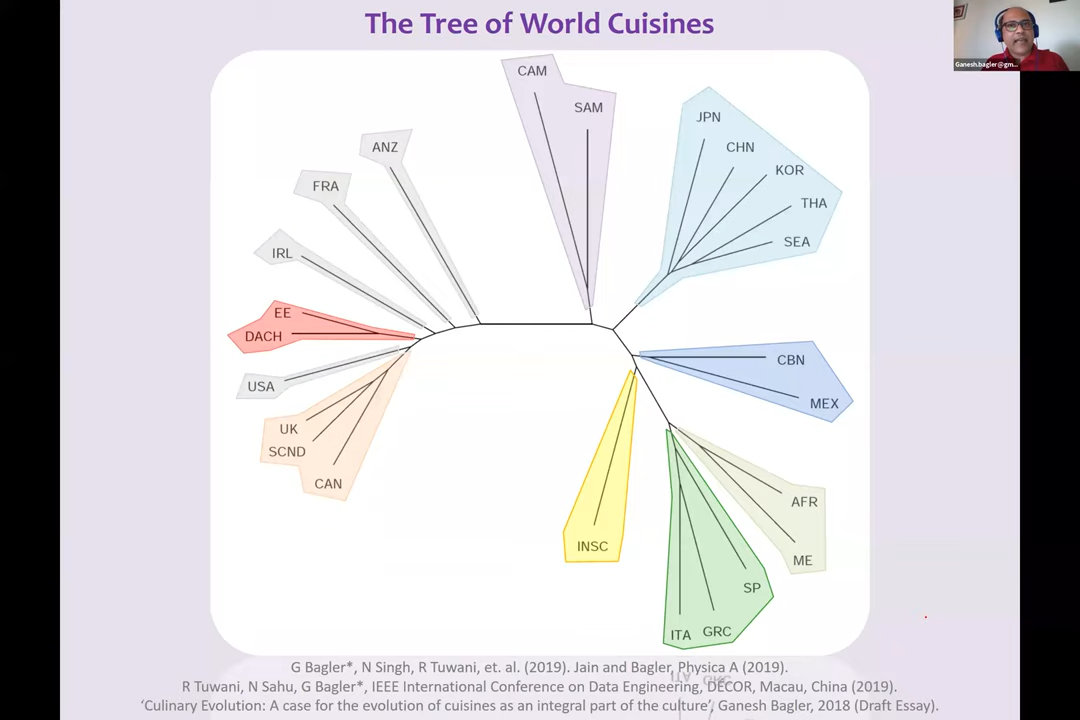 The Tree of World Cuisines
Ganesh.bagler@gm...
CAM
SAM
JPN
CHN
KOR
THA
SEA
ANZ
FRA
IRL
EE
DACH
USA
UK
SCND
CAN
CBN
MEX
INSC
AFR
ME
SP
ITA
GRC
G Bagler*, N Singh, R Tuwani, et. al. (2019). Jain and Bagler, Physica A (2019).
R Tuwani, N Sahu, G Bagler*, IEEE International Conference on Data Engineering, DECOR, Macau, China (2019).
‘Culinary Evolution: A case for the evolution of cuisines as an integral part of the culture’, Ganesh Bagler, 2018 (Draft Essay).